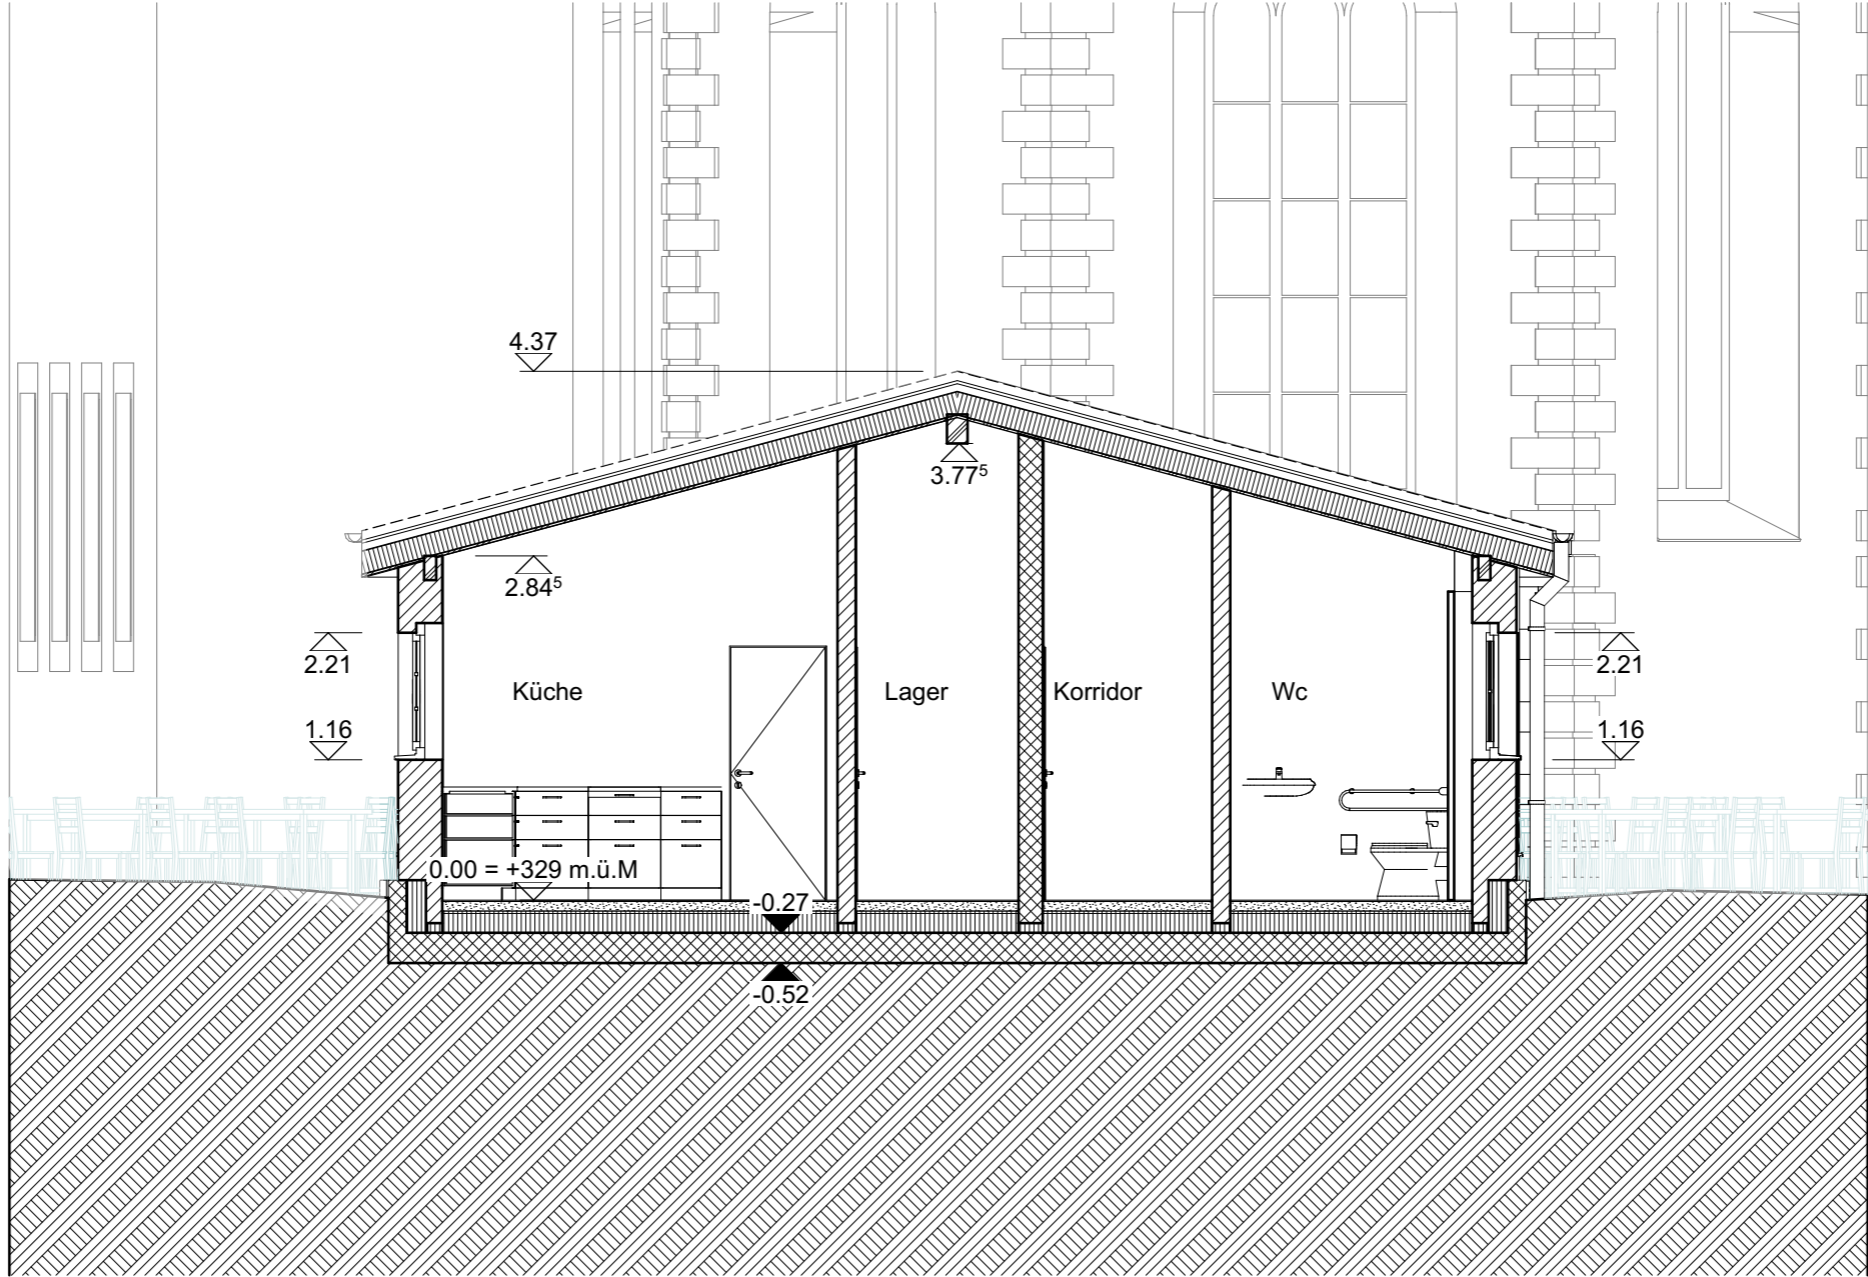 4.37
3.77⁵
2.84⁵
2.21
2.21
Küche
Lager
Korridor
Wc
1.16
1.16
0.00 = +329 m.ü.M
-0.27
-0.52